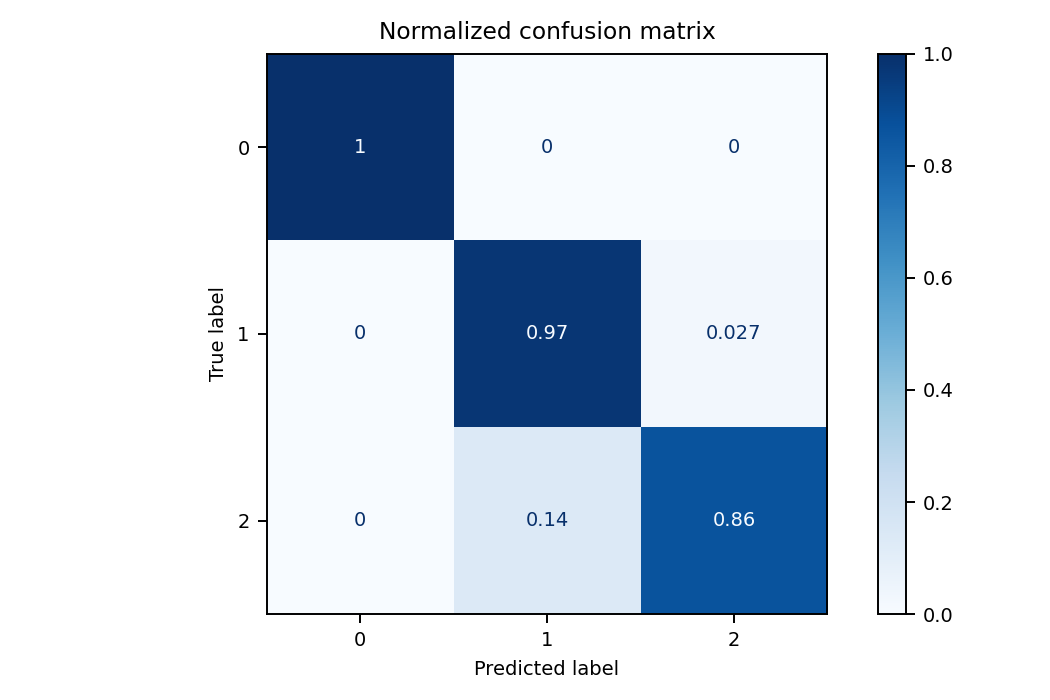 Normalized confusion matrix
0 1 0 0
1 0 0.97 0.027
2 0 0.14 0.86
0 1 2
True label
Predicted label
1.0
0.8
0.6
0.4
0.2
0.0